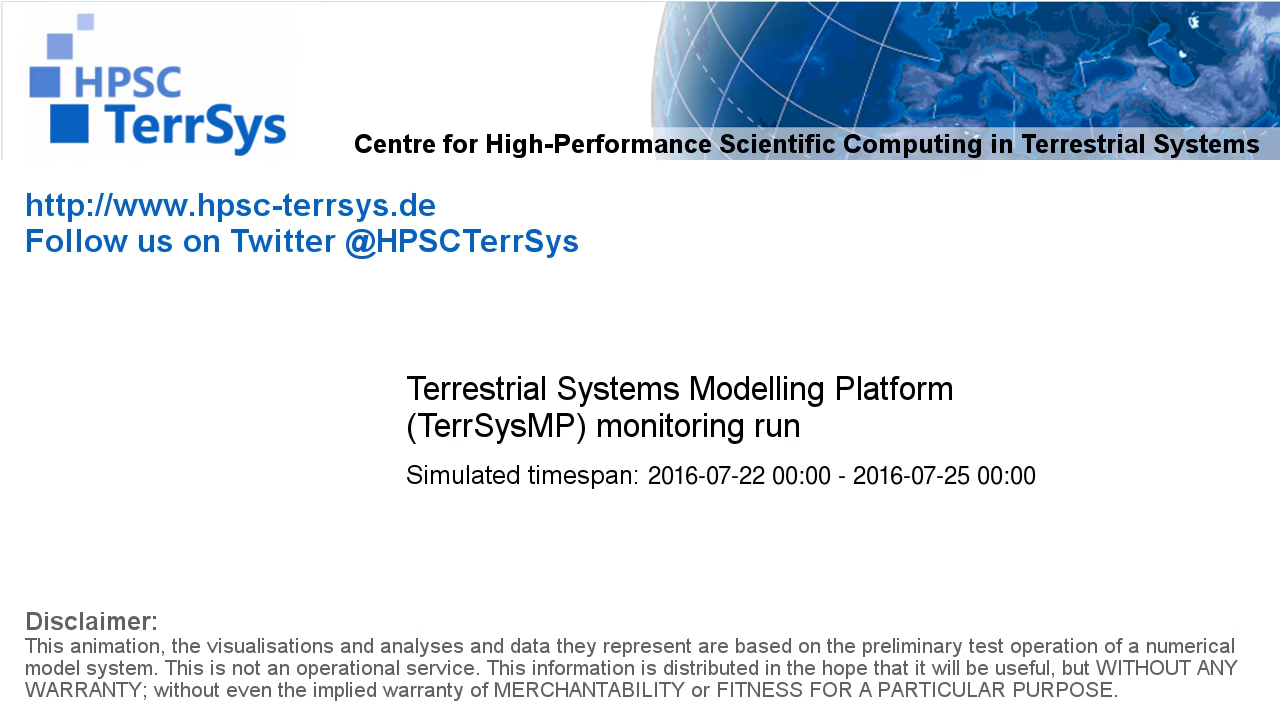 HPSC
TerrSys
Centre for High-Performance Scientific Computing in Terrestrial Systems
http://www.hpsc-terrsys.de
Follow us on Twitter @HPSCTerrSys
Terrestrial Systems Modelling Platform
(TerrSysMP) monitoring run
Simulated timespan: 2016-07-22 00:00 - 2016-07-25 00:00
Disclaimer:
This animation, the visualisations and analyses and data they represent are based on the preliminary test operation of a numerical
model system. This is not an operational service. This information is distributed in the hope that it will be useful, but WITHOUT ANY
WARRANTY; without even the implied warranty of MERCHANTABILITY or FITNESS FOR A PARTICULAR PURPOSE.